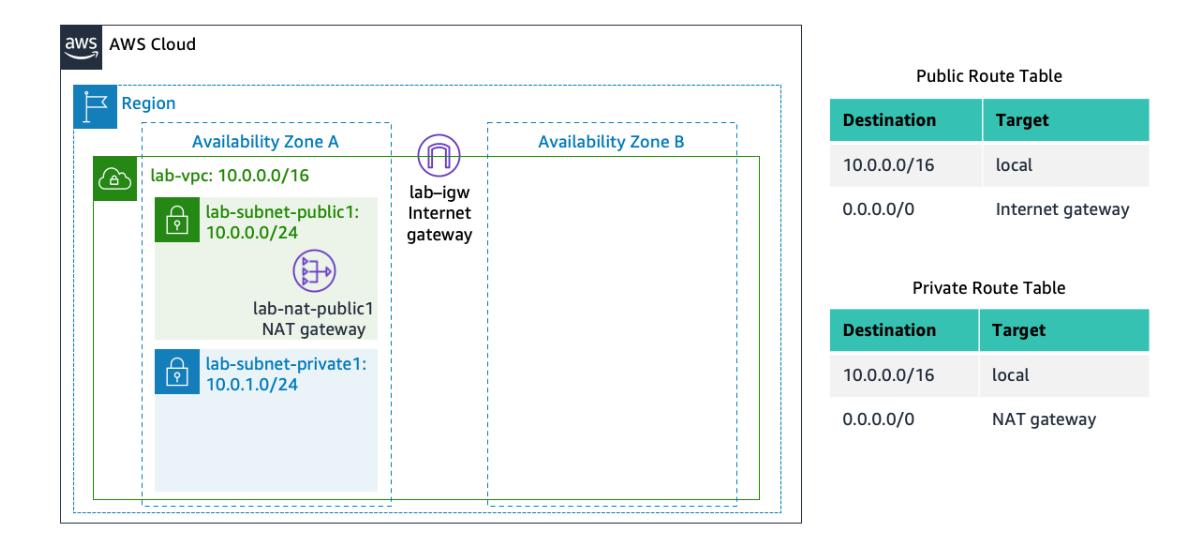 aws
AWS Cloud
Region
Availability Zone A
Availability Zone B
lab-vpc: 10.0.0.0/16
lab-subnet-public1:
10.0.0.0/24
lab-nat-public1
NAT gateway
lab-subnet-private1:
10.0.1.0/24
lab–igw
Internet
gateway
Public Route Table
Destination Target
10.0.0.0/16 local
0.0.0.0/0 Internet gateway
Private Route Table
Destination Target
10.0.0.0/16 local
0.0.0.0/0 NAT gateway